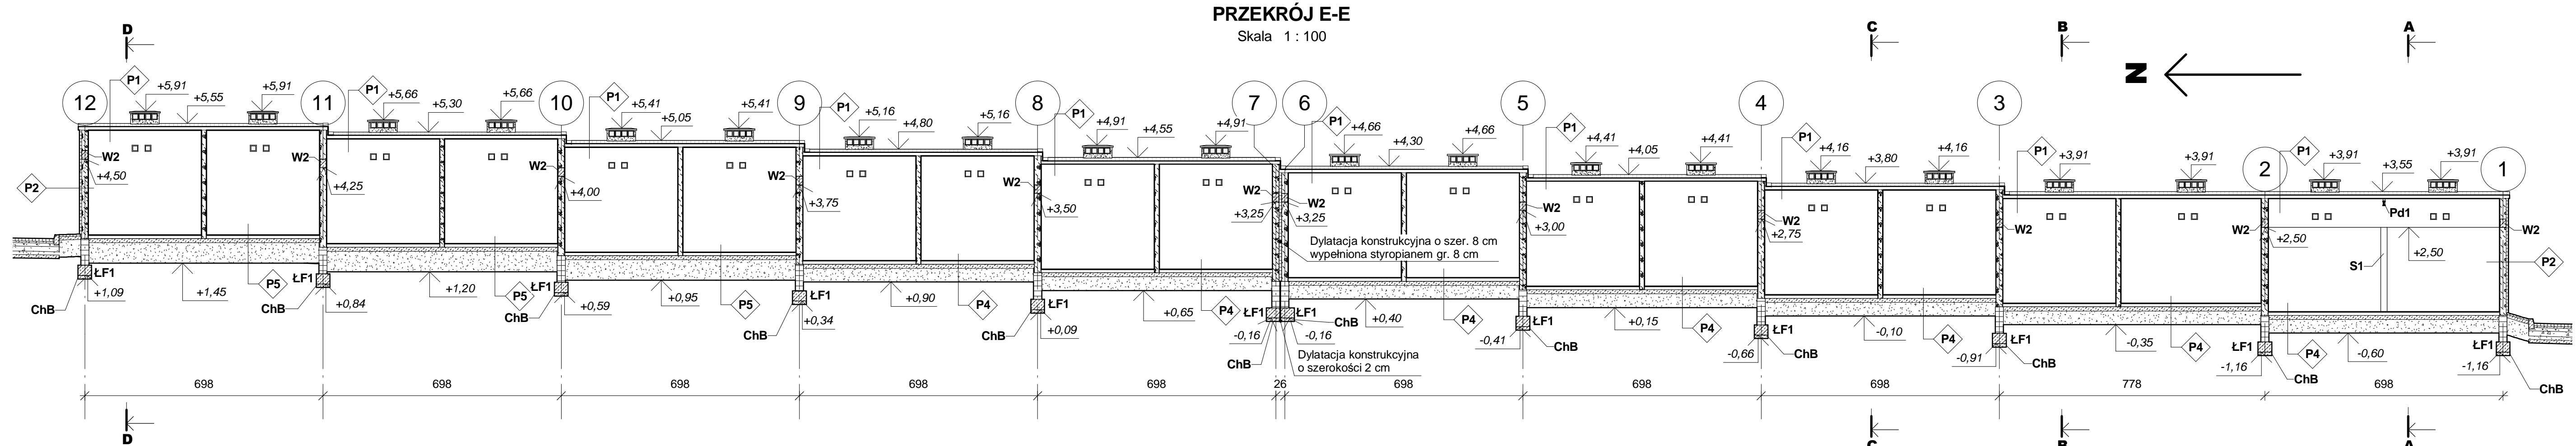 PRZEKRÓJ E-E
Skala 1 : 100
D
C
B
A
N
12
11
10
9
8
7
6
5
4
3
2
1
P1
+5,91
+5,55
+5,91
P1
+5,66
+5,30
+5,66
P1
+5,41
+5,05
+5,41
P1
+5,16
+4,80
+5,16
P1
+4,91
+4,55
+4,91
P1
+4,66
+4,30
+4,66
P1
+4,41
+4,05
+4,41
P1
+4,16
+3,80
+4,16
P1
+3,91
+3,91
P1
+3,91
+3,55
+3,91
P2
W2
+4,50
W2
+4,25
W2
+4,00
W2
+3,75
W2
+3,50
W2
+3,25
W2
+3,25
W2
+3,00
W2
+2,75
W2
W2
+2,50
Pd1
W2
S1
+2,50
P2
Dylatacja konstrukcyjna o szer. 8 cm
wypełniona styropianem gr. 8 cm
ChB
ŁF1
+1,09
+1,45
P5
ChB
ŁF1
+0,84
+1,20
P5
ChB
ŁF1
+0,59
+0,95
P5
ChB
ŁF1
+0,34
+0,90
P4
ChB
ŁF1
+0,09
+0,65
P4
ŁF1
-0,16
ChB
ŁF1
-0,16
ChB
+0,40
P4
Dylatacja konstrukcyjna
o szerokości 2 cm
ŁF1
-0,41
ChB
+0,15
P4
ŁF1
-0,66
ChB
-0,10
P4
ŁF1
-0,91
ChB
-0,35
P4
ŁF1
-1,16
ChB
P4
-0,60
ŁF1
-1,16
ChB
698
698
698
698
698
26
698
698
698
778
698
D
C
B
A